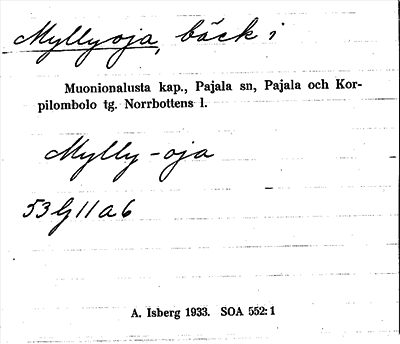 Myllyoja, bäck i
Muonionalusta kap., Pajala sn, Pajala och Kor-
pilombolo tg. Norrbottens l.
Mylly-oja
53 G 11 a 6
A. Isberg 1933. SOA 552:1